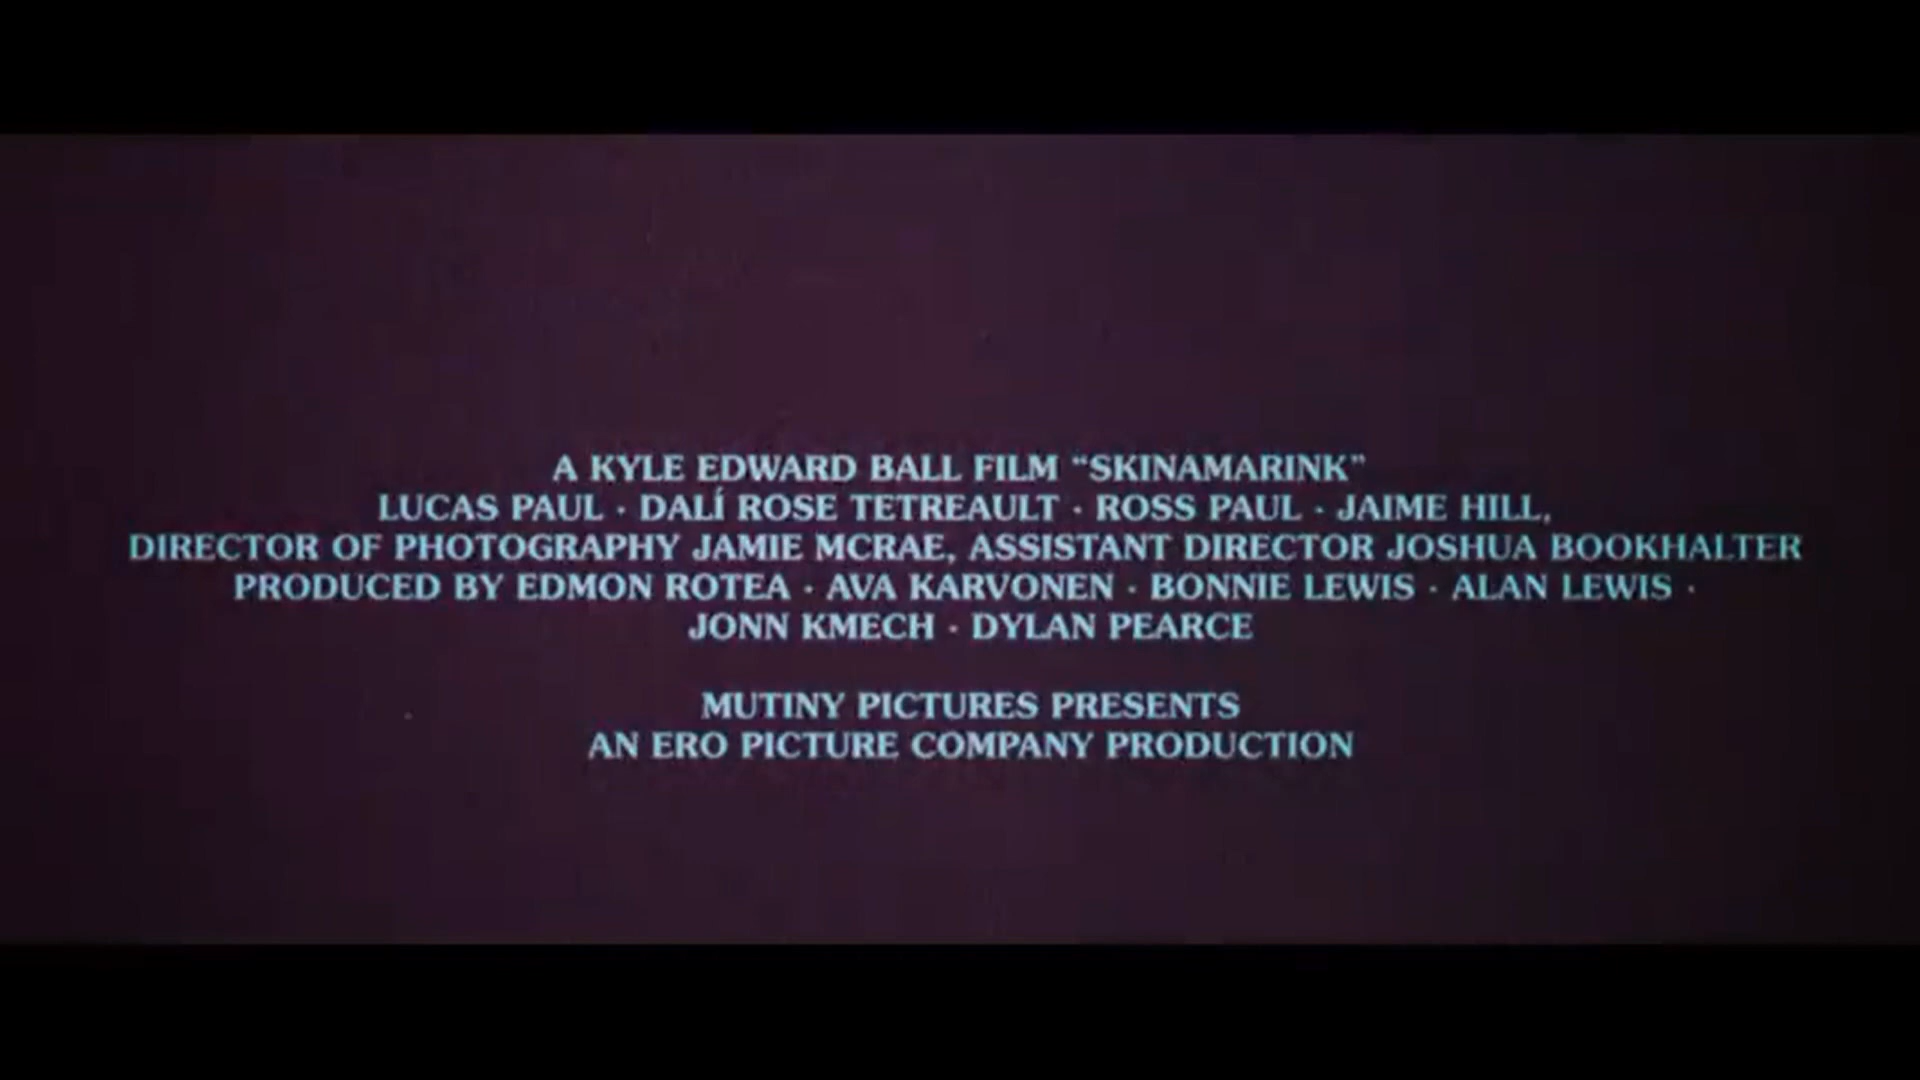 A KYLE EDWARD BALL FILM “SKINAMARINK”
LUCAS PAUL · DALÍ ROSE TETREAULT · ROSS PAUL · JAIME HILL,
DIRECTOR OF PHOTOGRAPHY JAMIE MCRAE, ASSISTANT DIRECTOR JOSHUA BOOKHALTER
PRODUCED BY EDMON ROTEA · AVA KARVONEN · BONNIE LEWIS · ALAN LEWIS ·
JONN KMECH · DYLAN PEARCE
MUTINY PICTURES PRESENTS
AN ERO PICTURE COMPANY PRODUCTION